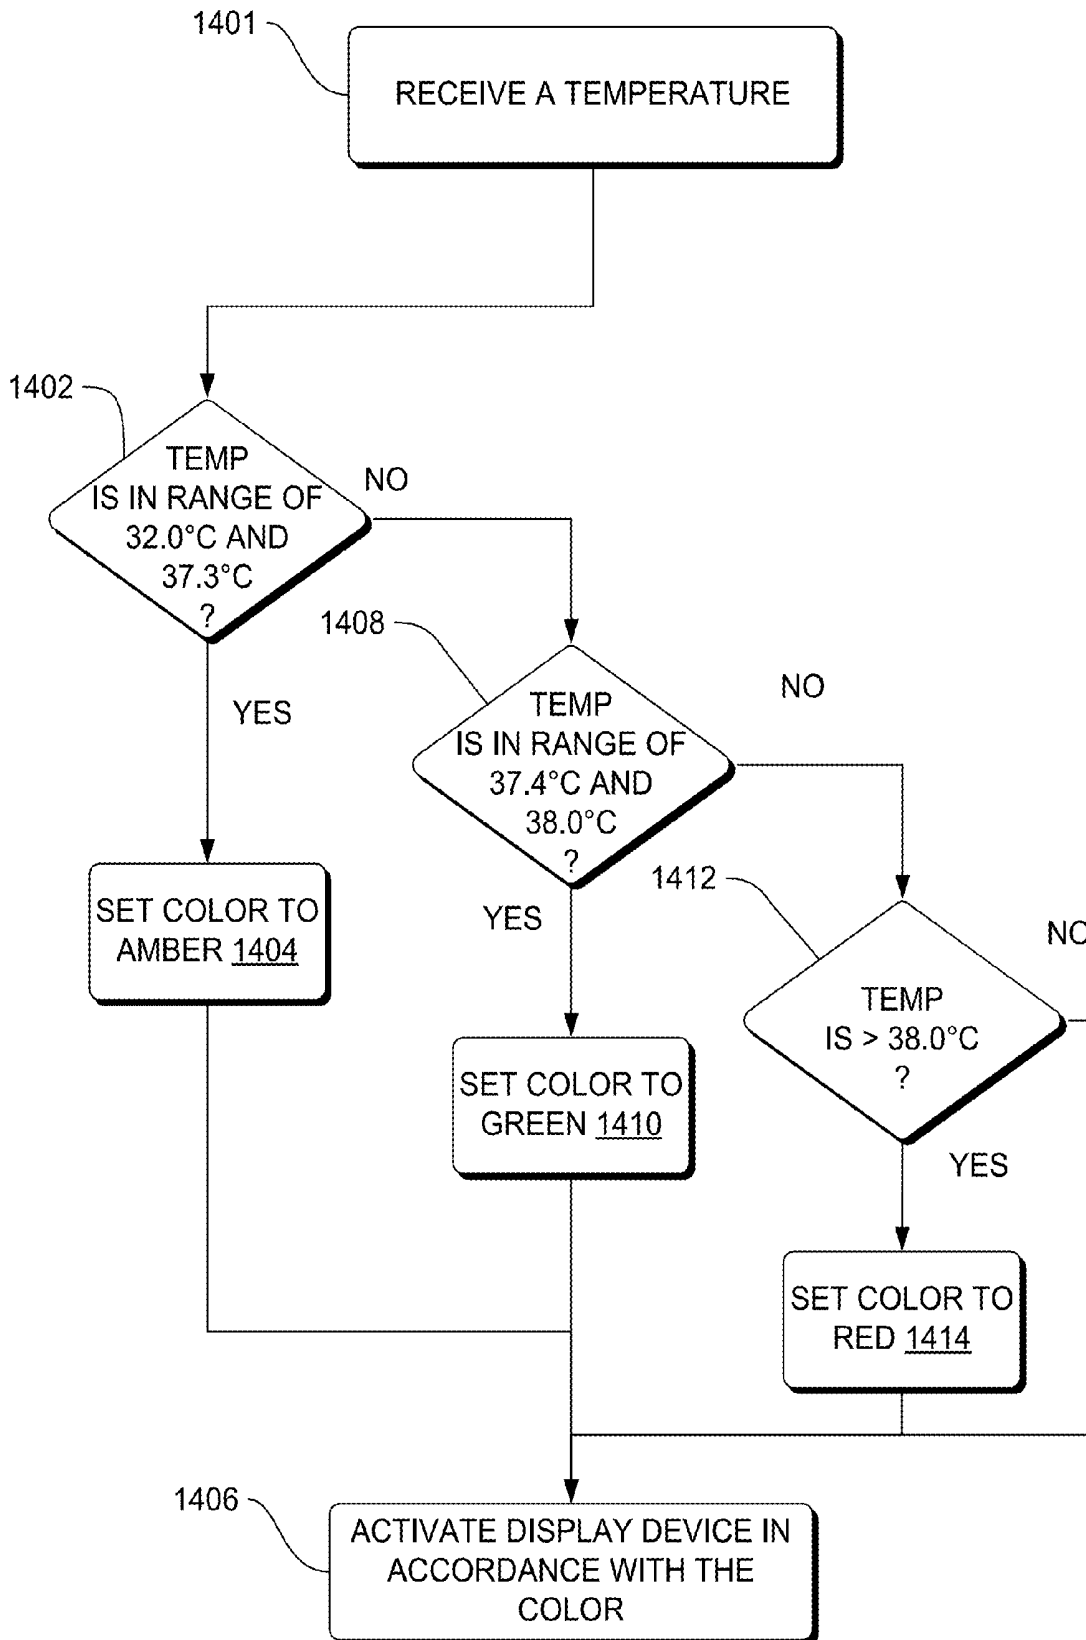 1401
RECEIVE A TEMPERATURE
1402
TEMP
IS IN RANGE OF
32.0°C AND
37.3°C
?
NO
YES
1408
TEMP
IS IN RANGE OF
37.4°C AND
38.0°C
?
NO
YES
1412
TEMP
IS > 38.0°C
?
NO
YES
SET COLOR TO
AMBER 1404
SET COLOR TO
GREEN 1410
SET COLOR TO
RED 1414
1406
ACTIVATE DISPLAY DEVICE IN
ACCORDANCE WITH THE
COLOR